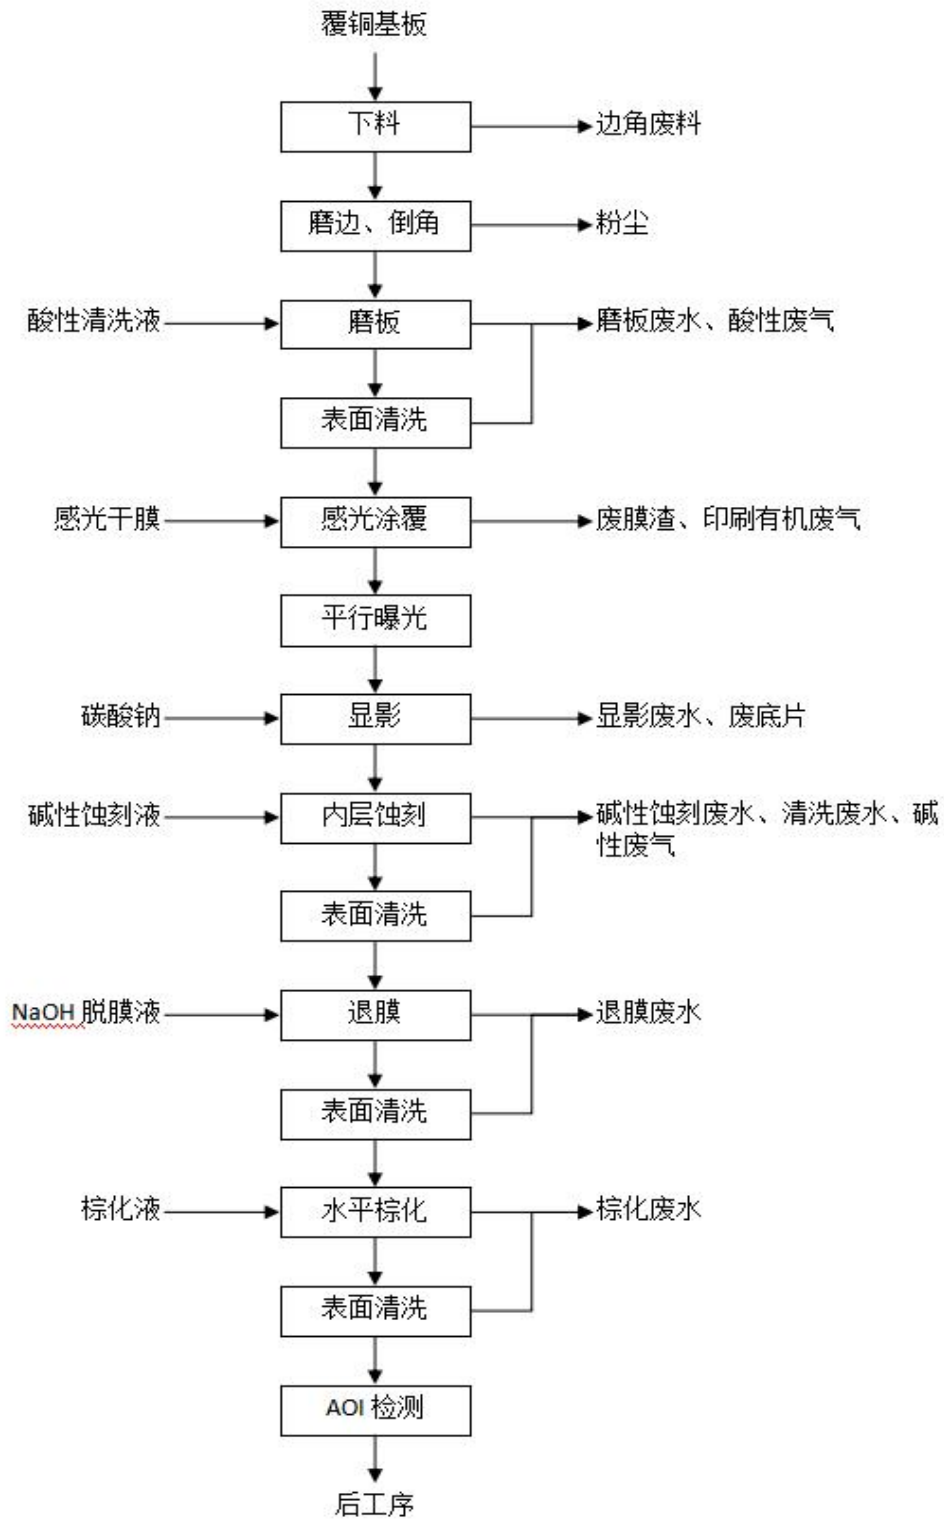 覆铜基板
下料
边角废料
磨边、倒角
粉尘
酸性清洗液
磨板
磨板废水、酸性废气
表面清洗
感光干膜
感光涂覆
废膜渣、印刷有机废气
平行曝光
碳酸钠
显影
显影废水、废底片
碱性蚀刻液
内层蚀刻
碱性蚀刻废水、清洗废水、碱
性废气
表面清洗
NaOH 脱膜液
退膜
退膜废水
表面清洗
棕化液
水平棕化
棕化废水
表面清洗
AOI 检测
后工序